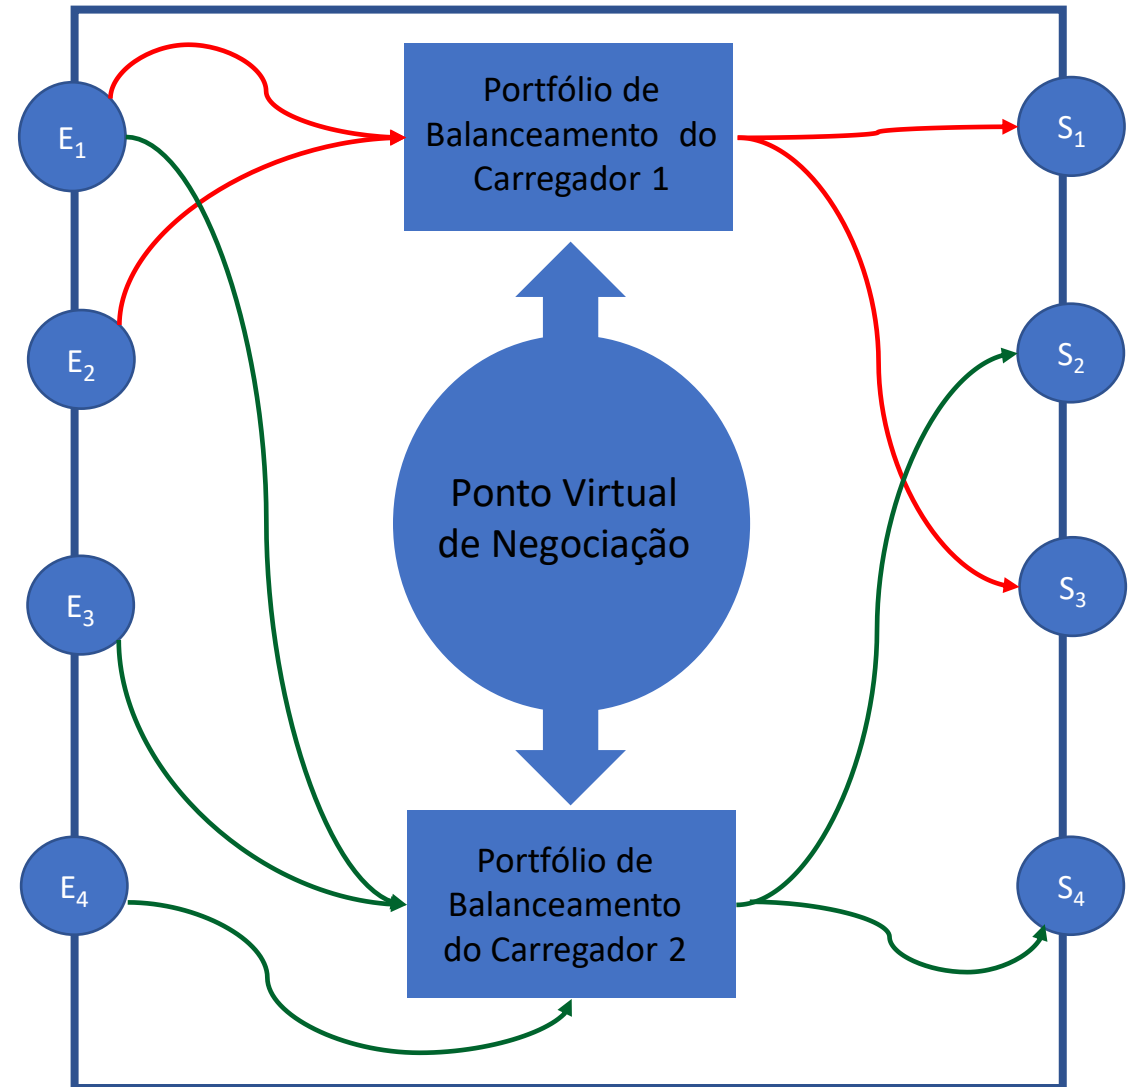 Portfólio de
Balanceamento do
Carregador 1
E1
S1
E2
S2
Ponto Virtual
de Negociação
E3
S3
Portfólio de
Balanceamento
do Carregador 2
E4
S4